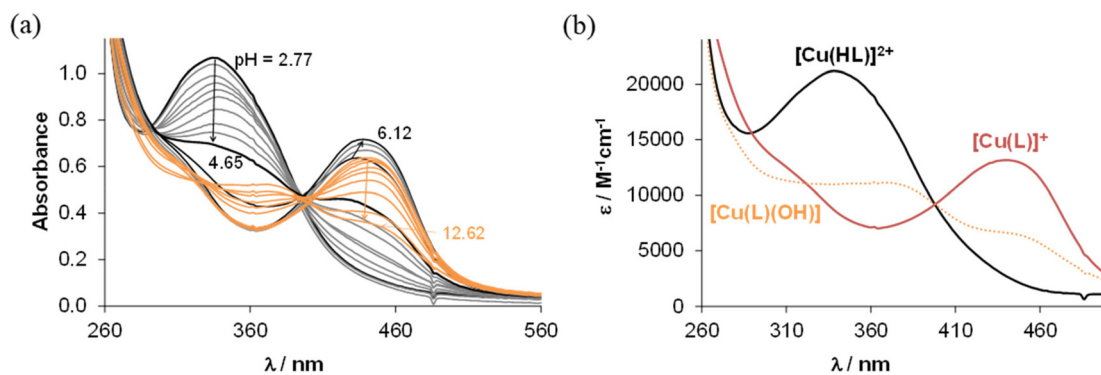 (a)
Absorbance
1.0
0.8
0.6
0.4
0.2
0.0
pH = 2.77
4.65
6.12
12.62
260
360
460
560
λ / nm
(b)
ε / M⁻¹cm⁻¹
20000
15000
10000
5000
0
[Cu(HL)]²⁺
[Cu(L)]⁺
[Cu(L)(OH)]
260
310
360
410
460
λ / nm